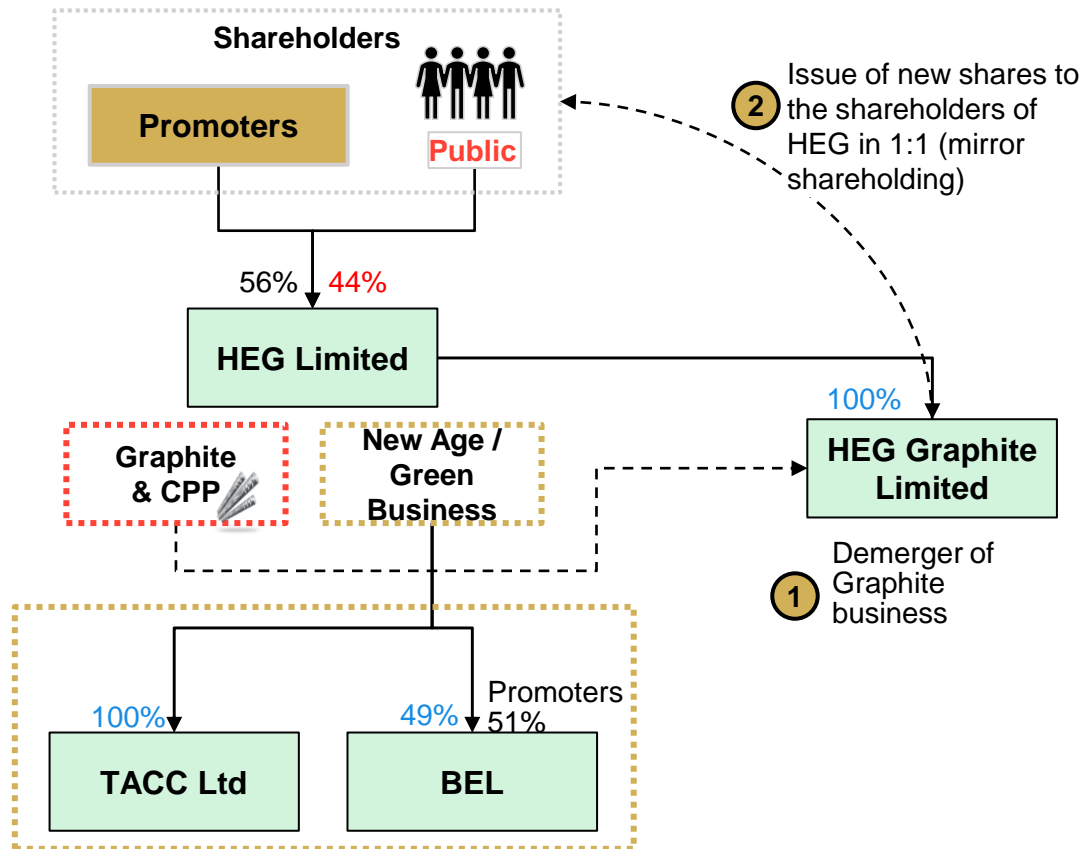 Shareholders
Promoters
Public
2
Issue of new shares to
the shareholders of
HEG in 1:1 (mirror
shareholding)
56%
44%
HEG Limited
100%
HEG Graphite
Limited
Graphite
& CPP
New Age /
Green
Business
1
Demerger of
Graphite
business
100%
49%
Promoters
51%
TACC Ltd
BEL